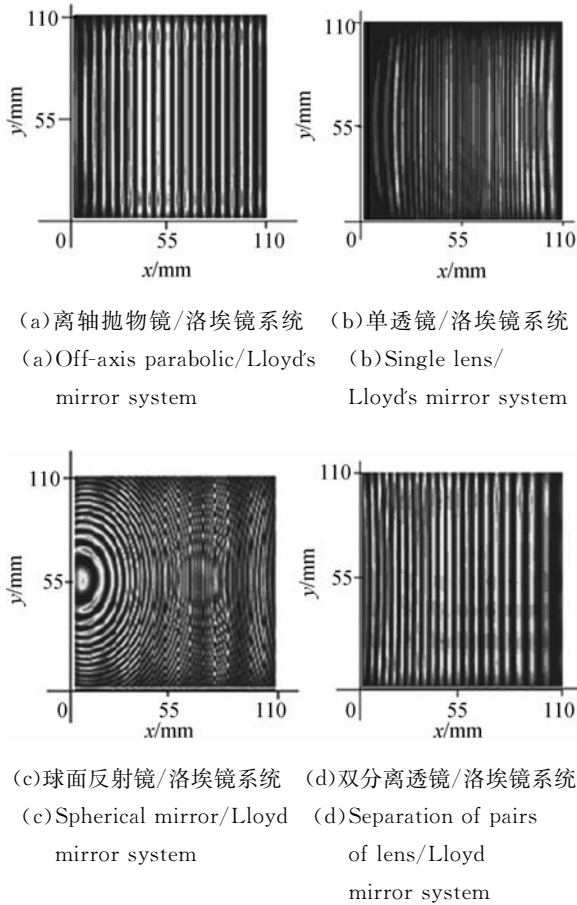 110
55
0
y/mm
55
110
x/mm
110
55
0
y/mm
55
110
x/mm
(a)离轴抛物镜/洛埃镜系统
(a)Off-axis parabolic/Lloyd's
mirror system
(b)单透镜/洛埃镜系统
(b)Single lens/
Lloyd's mirror system
110
55
0
y/mm
55
110
x/mm
110
55
0
y/mm
55
110
x/mm
(c)球面反射镜/洛埃镜系统
(c)Spherical mirror/Lloyd
mirror system
(d)双分离透镜/洛埃镜系统
(d)Separation of pairs
of lens/Lloyd
mirror system